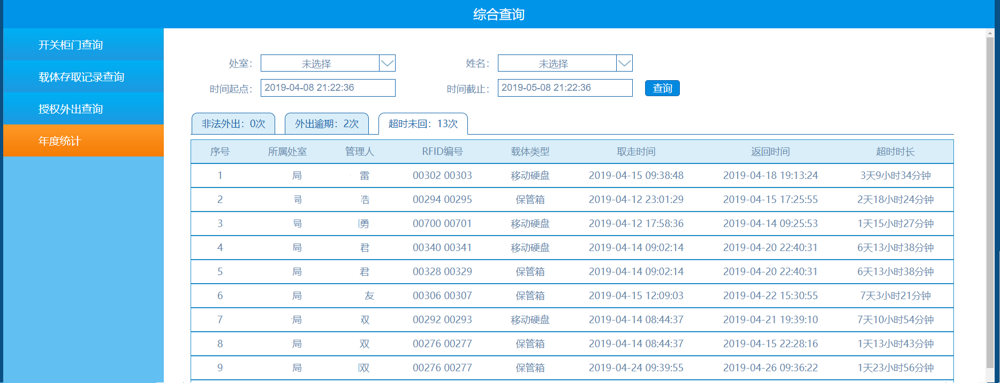 综合查询
开关柜门查询
载体存取记录查询
授权外出查询
年度统计
处室： 未选择 姓名： 未选择
时间起点： 2019-04-08 21:22:36 时间截止： 2019-05-08 21:22:36 查询
非法外出：0次 外出逾期：2次 超时未回：13次
序号 所属处室 管理人 RFID编号 载体类型 取走时间 返回时间 超时时长
1 局 雷 00302 00303 移动硬盘 2019-04-15 09:38:48 2019-04-18 19:13:24 3天9小时34分钟
2 局 浩 00294 00295 保管箱 2019-04-12 23:01:29 2019-04-15 17:25:55 2天18小时24分钟
3 局 勇 00700 00701 移动硬盘 2019-04-12 17:58:36 2019-04-14 09:25:53 1天15小时27分钟
4 局 君 00340 00341 移动硬盘 2019-04-14 09:02:14 2019-04-20 22:40:31 6天13小时38分钟
5 局 君 00328 00329 保管箱 2019-04-14 09:02:14 2019-04-20 22:40:31 6天13小时38分钟
6 局 友 00306 00307 保管箱 2019-04-15 12:09:03 2019-04-22 15:30:55 7天3小时21分钟
7 局 双 00292 00293 移动硬盘 2019-04-14 08:44:37 2019-04-21 19:39:10 7天10小时54分钟
8 局 双 00276 00277 保管箱 2019-04-14 08:44:37 2019-04-15 22:28:16 1天13小时43分钟
9 局 双 00276 00277 保管箱 2019-04-24 09:39:55 2019-04-26 09:36:22 1天23小时56分钟